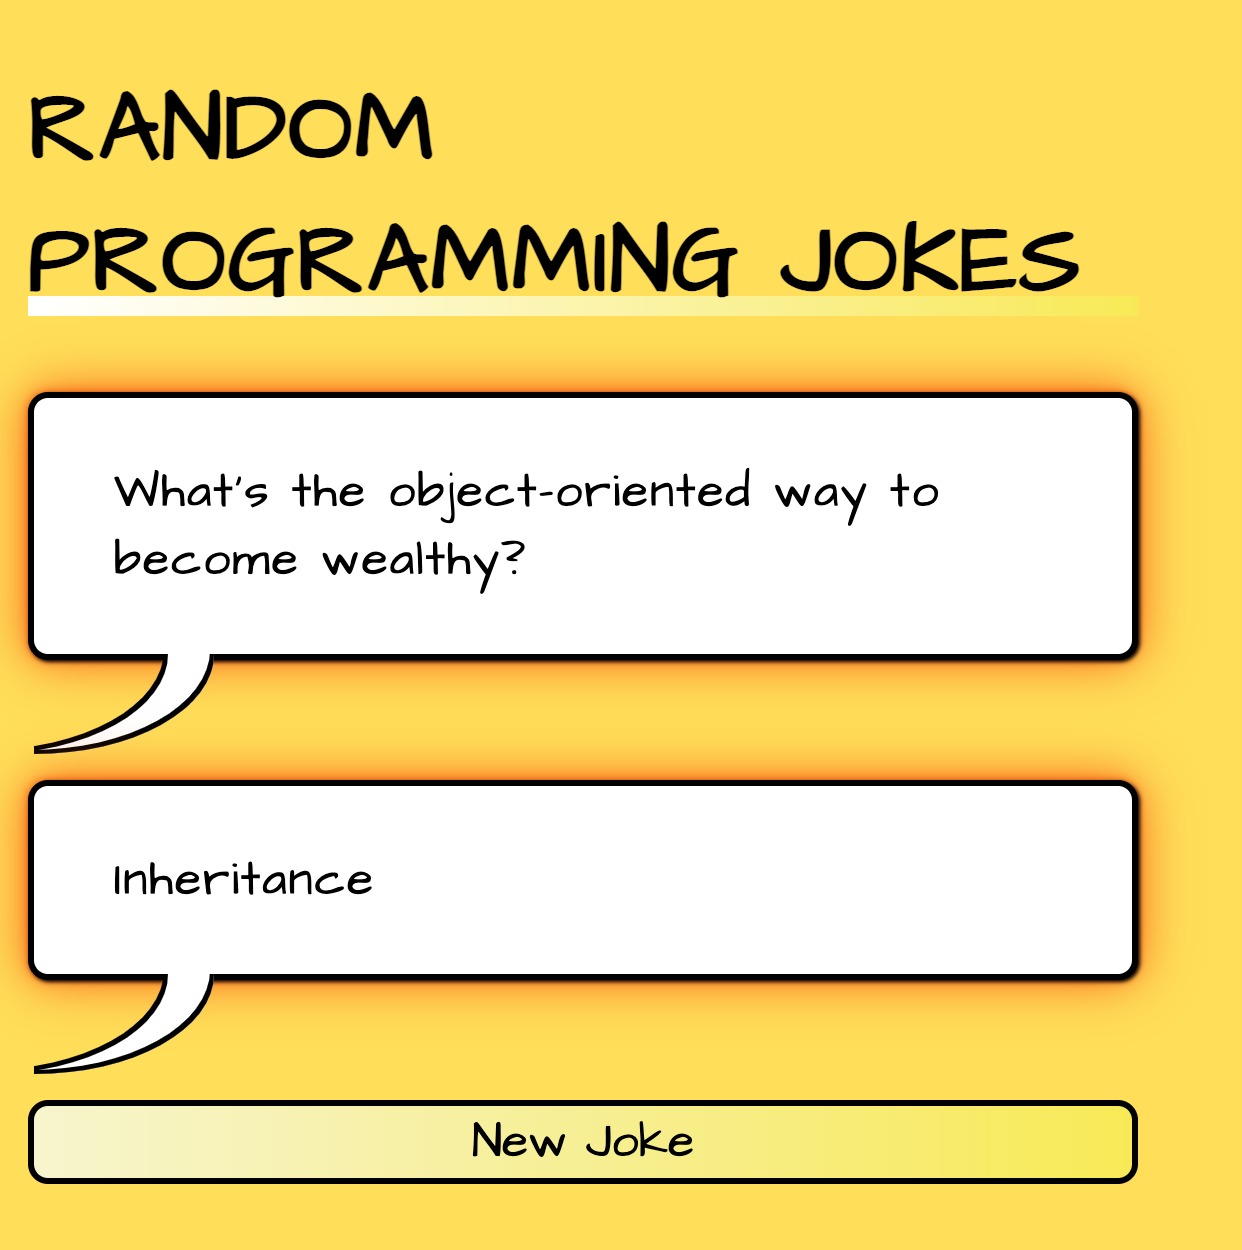 RANDOM
PROGRAMMING JOKES
What's the object-oriented way to
become wealthy?
Inheritance
New Joke